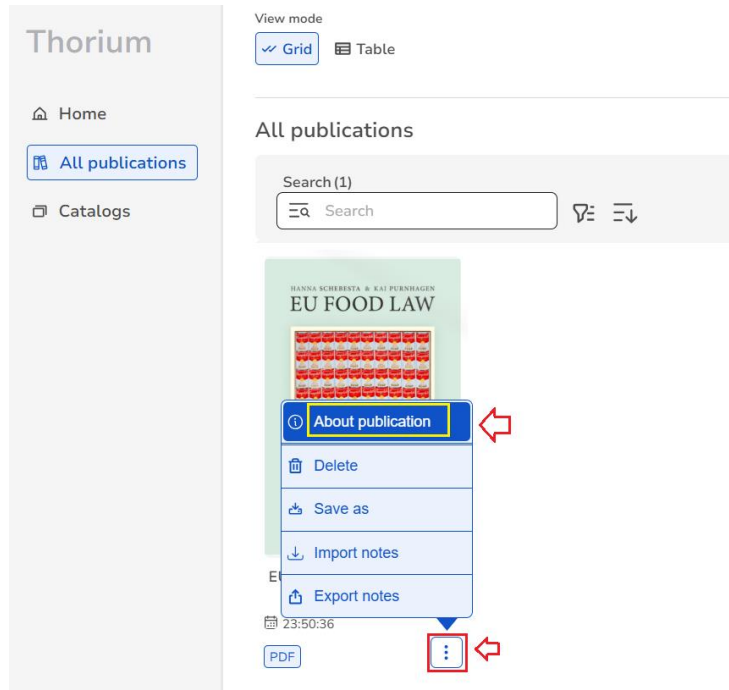 Thorium
View mode
Grid
Table
Home
All publications
Catalogs
All publications
Search (1)
Search
HANNA SCHEBESTA & KAI PURNHAGEN
EU FOOD LAW
About publication
Delete
Save as
Import notes
Export notes
23:50:36
PDF